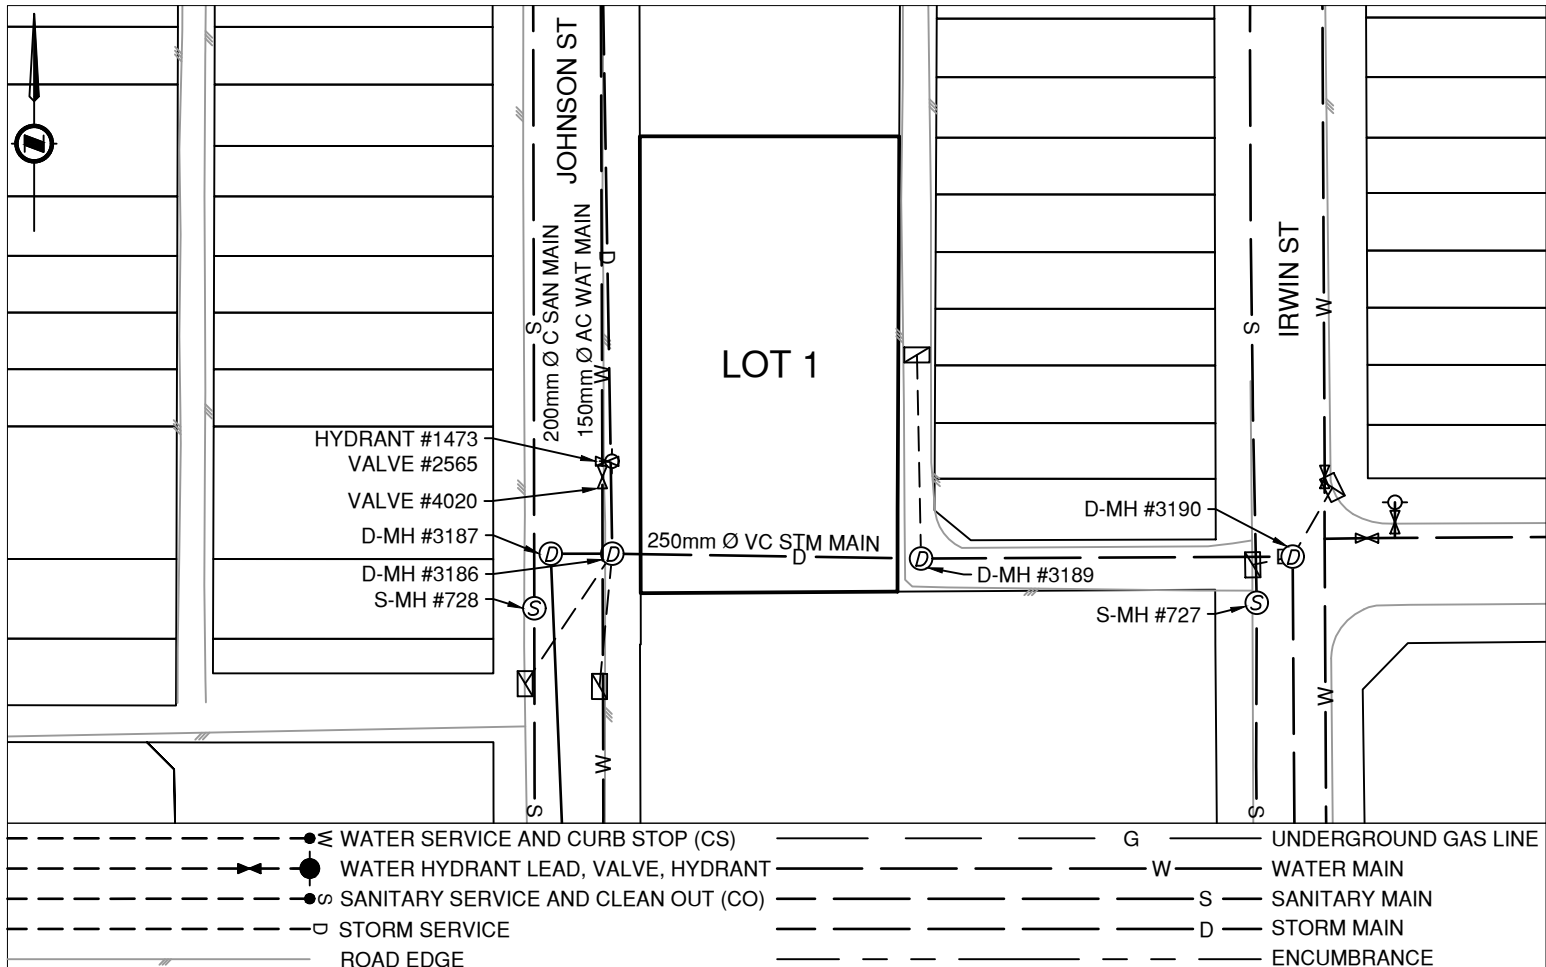 JOHNSON ST
200mm Ø C SAN MAIN
150mm Ø AC WAT MAIN
D
S
W
LOT 1
IRWIN ST
S
W
HYDRANT #1473
VALVE #2565
VALVE #4020
D-MH #3187
D
D
250mm Ø VC STM MAIN
D
D-MH #3186
S-MH #728
S
D
D-MH #3189
D-MH #3190
D
S-MH #727
S
W
W
S
S
W WATER SERVICE AND CURB STOP (CS)
WATER HYDRANT LEAD, VALVE, HYDRANT
S SANITARY SERVICE AND CLEAN OUT (CO)
D STORM SERVICE
ROAD EDGE
G UNDERGROUND GAS LINE
W WATER MAIN
S SANITARY MAIN
D STORM MAIN
ENCUMBRANCE